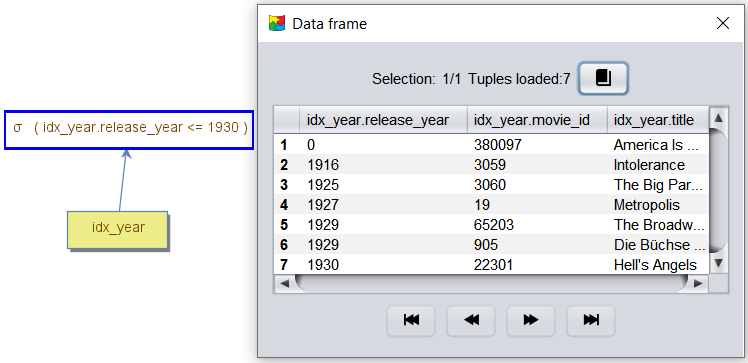 Data frame
Selection: 1/1 Tuples loaded:7
σ ( idx_year.release_year <= 1930 )
idx_year
idx_year.release_year idx_year.movie_id idx_year.title
1 0 380097 America Is ...
2 1916 3059 Intolerance
3 1925 3060 The Big Par...
4 1927 19 Metropolis
5 1929 65203 The Broadw...
6 1929 905 Die Büchse ...
7 1930 22301 Hell's Angels